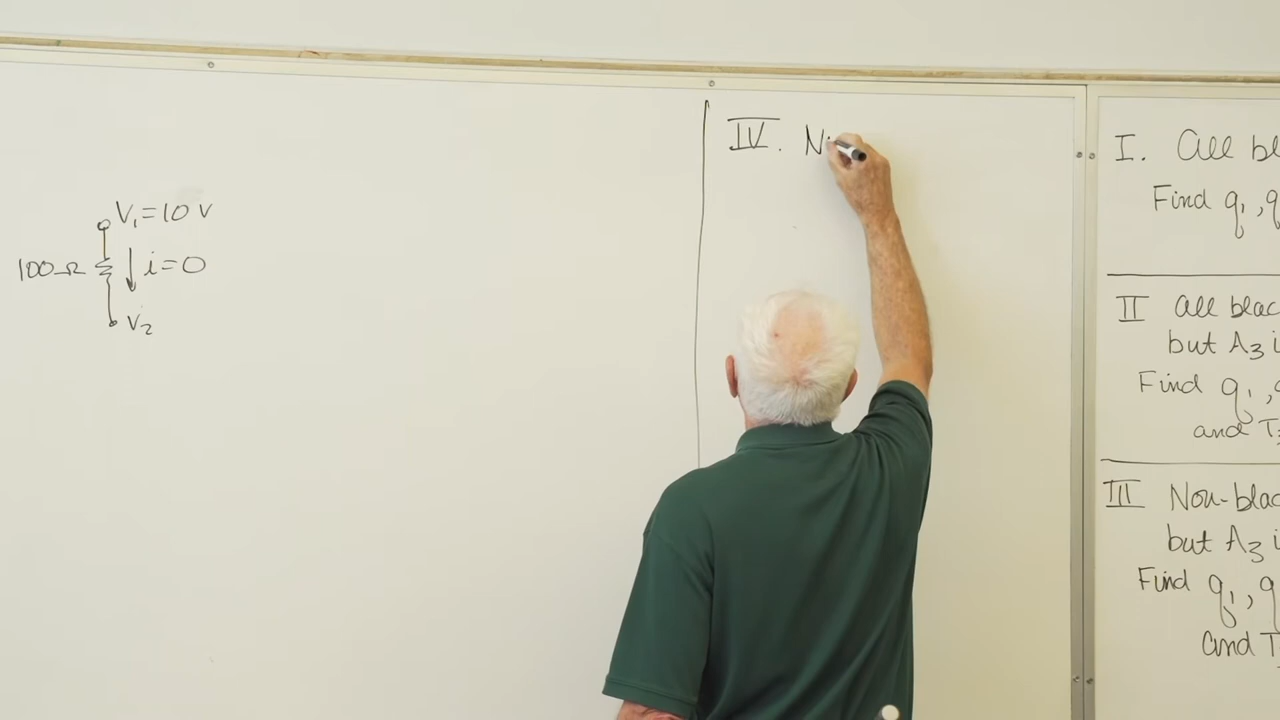 V₁=10 v
100Ω
i=0
V₂
IV. N
I. All bl
Find q₁, q
II All blac
but A₃ i
Find q₁,
and T
III Non-blac
but A₃ i
Find q₁, q
and T